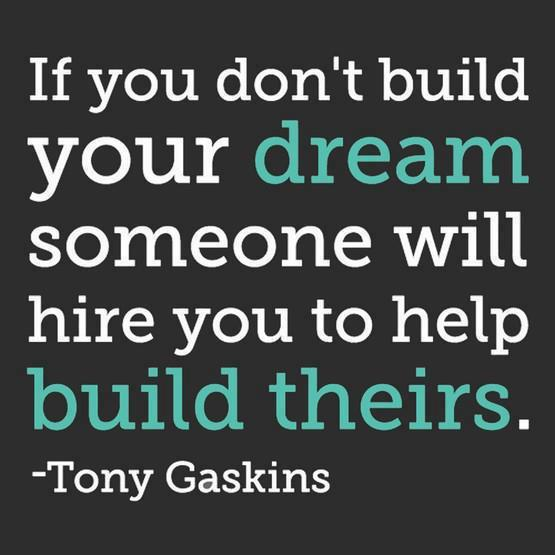 If you don't build
your dream
someone will
hire you to help
build theirs.
-Tony Gaskins